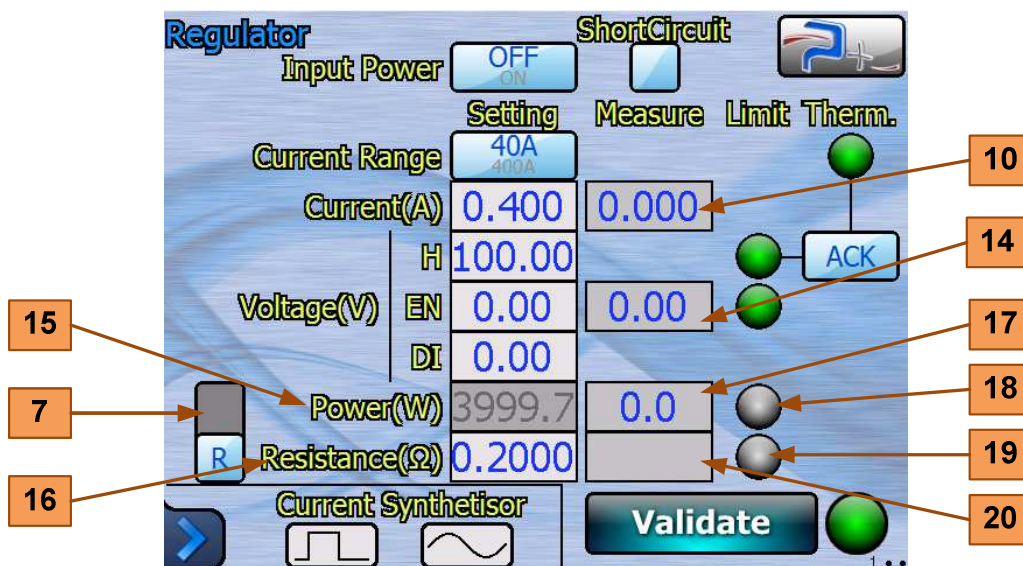 Regulator
ShortCircuit
Input Power OFF
ON
Setting Measure Limit Therm.
Current Range 40A
400A
10
Current(A) 0.400 0.000
H 100.00 ACK
14
Voltage(V) EN 0.00 0.00
15
17
DI 0.00
18
7
Power(W) 3999.7 0.0
19
R Resistance(Ω) 0.2000
16
20
Current Synthetisor
Validate
1